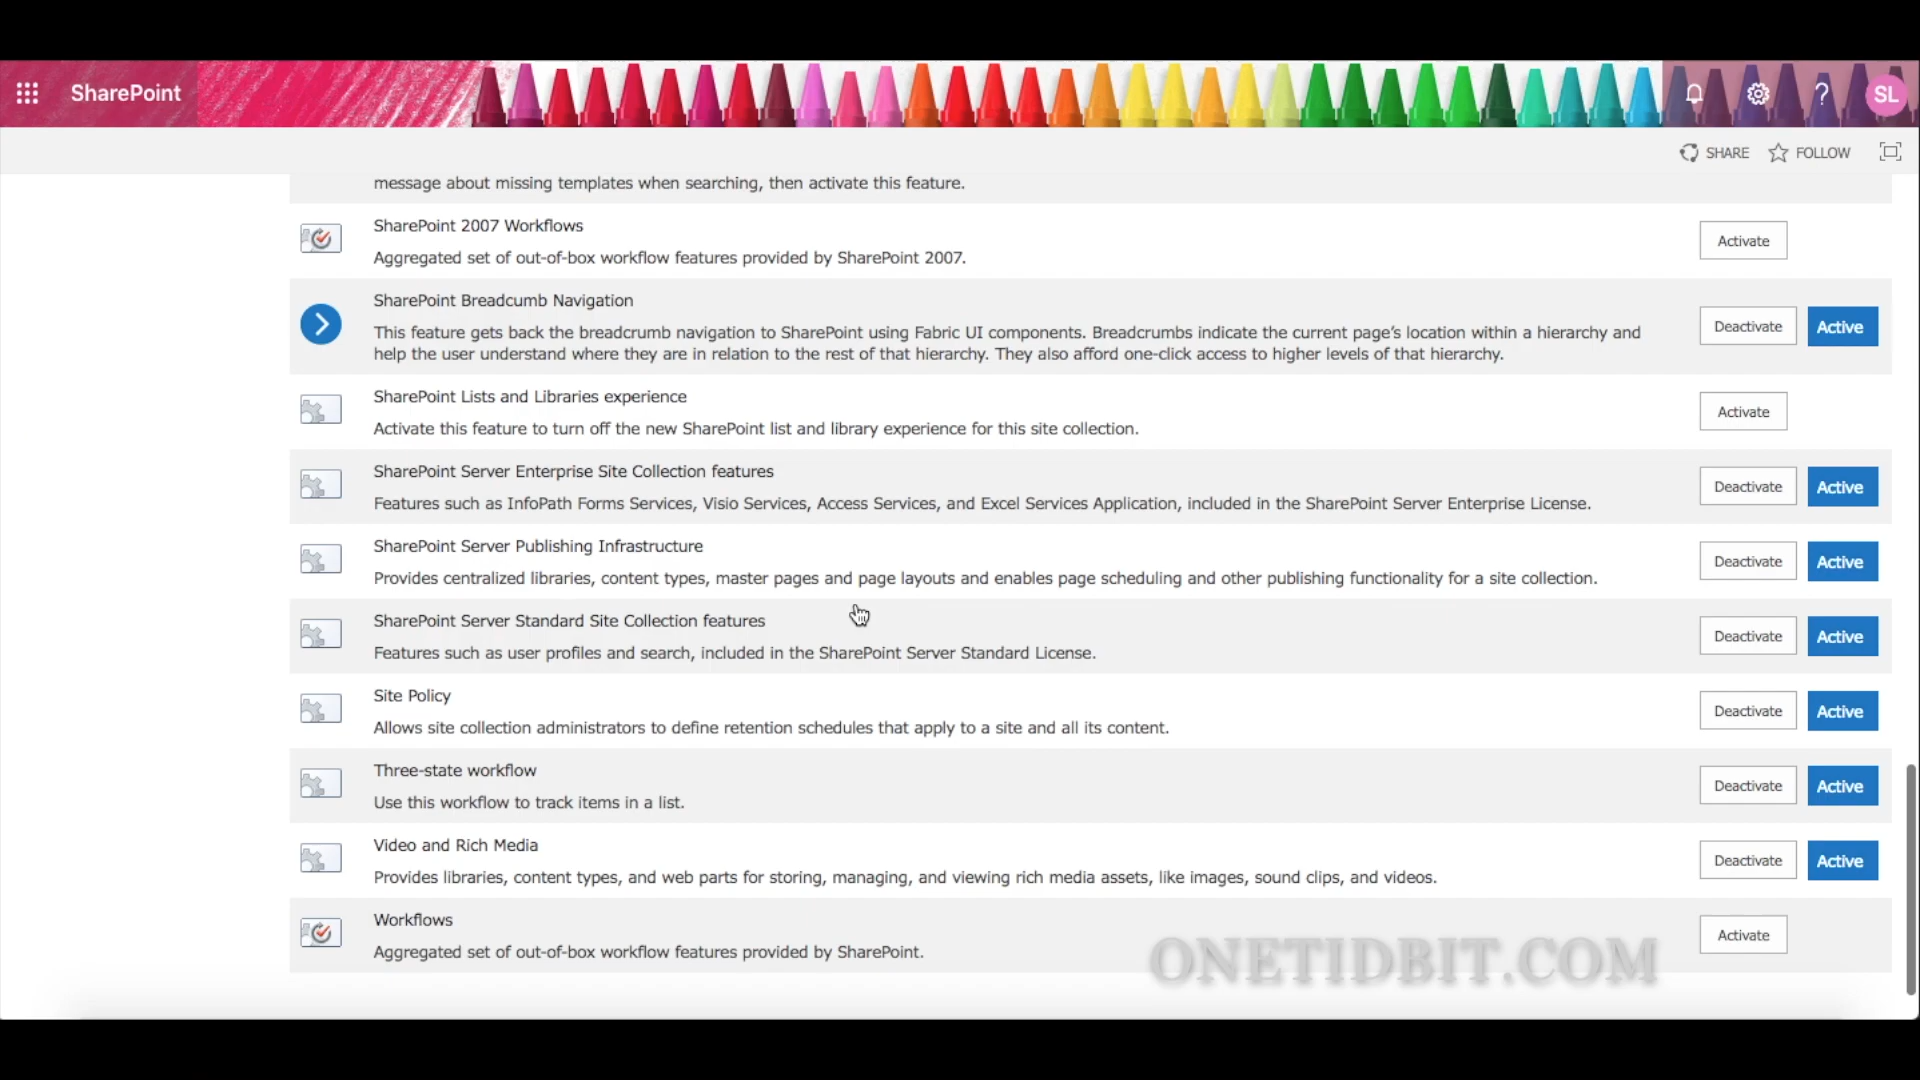 SharePoint
?
SL
SHARE
FOLLOW
message about missing templates when searching, then activate this feature.
SharePoint 2007 Workflows
Aggregated set of out-of-box workflow features provided by SharePoint 2007.
Activate
SharePoint Breadcumb Navigation
This feature gets back the breadcrumb navigation to SharePoint using Fabric UI components. Breadcrumbs indicate the current page’s location within a hierarchy and
help the user understand where they are in relation to the rest of that hierarchy. They also afford one-click access to higher levels of that hierarchy.
Deactivate
Active
SharePoint Lists and Libraries experience
Activate this feature to turn off the new SharePoint list and library experience for this site collection.
Activate
SharePoint Server Enterprise Site Collection features
Features such as InfoPath Forms Services, Visio Services, Access Services, and Excel Services Application, included in the SharePoint Server Enterprise License.
Deactivate
Active
SharePoint Server Publishing Infrastructure
Provides centralized libraries, content types, master pages and page layouts and enables page scheduling and other publishing functionality for a site collection.
Deactivate
Active
SharePoint Server Standard Site Collection features
Features such as user profiles and search, included in the SharePoint Server Standard License.
Deactivate
Active
Site Policy
Allows site collection administrators to define retention schedules that apply to a site and all its content.
Deactivate
Active
Three-state workflow
Use this workflow to track items in a list.
Deactivate
Active
Video and Rich Media
Provides libraries, content types, and web parts for storing, managing, and viewing rich media assets, like images, sound clips, and videos.
Deactivate
Active
Workflows
Aggregated set of out-of-box workflow features provided by SharePoint.
Activate
ONETIDBIT.COM